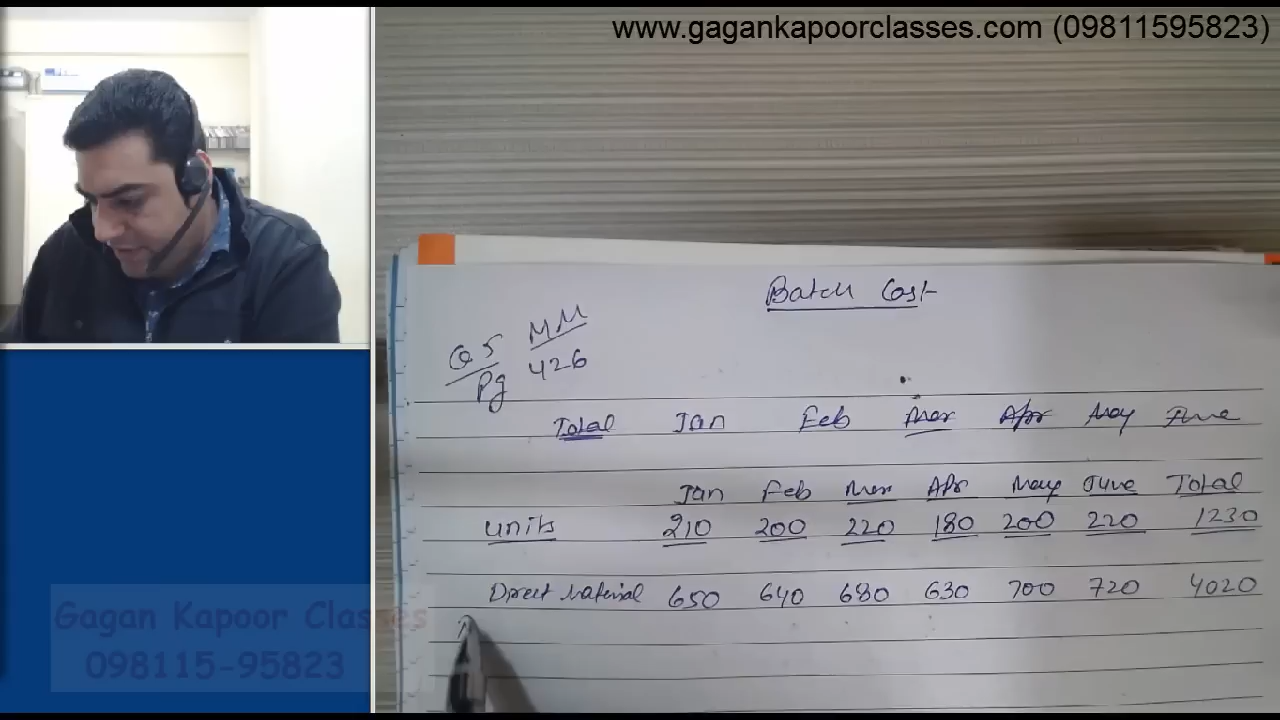 www.gagankapoorclasses.com (09811595823)
Batch Cost
Q5 MM
Pg 426
Total Jan Feb Mar Apr May June
Jan Feb Mar Apr May June Total
Units 210 200 220 180 200 220 1230
Direct Material 650 640 680 630 700 720 4020
Gagan Kapoor Classes
098115-95823